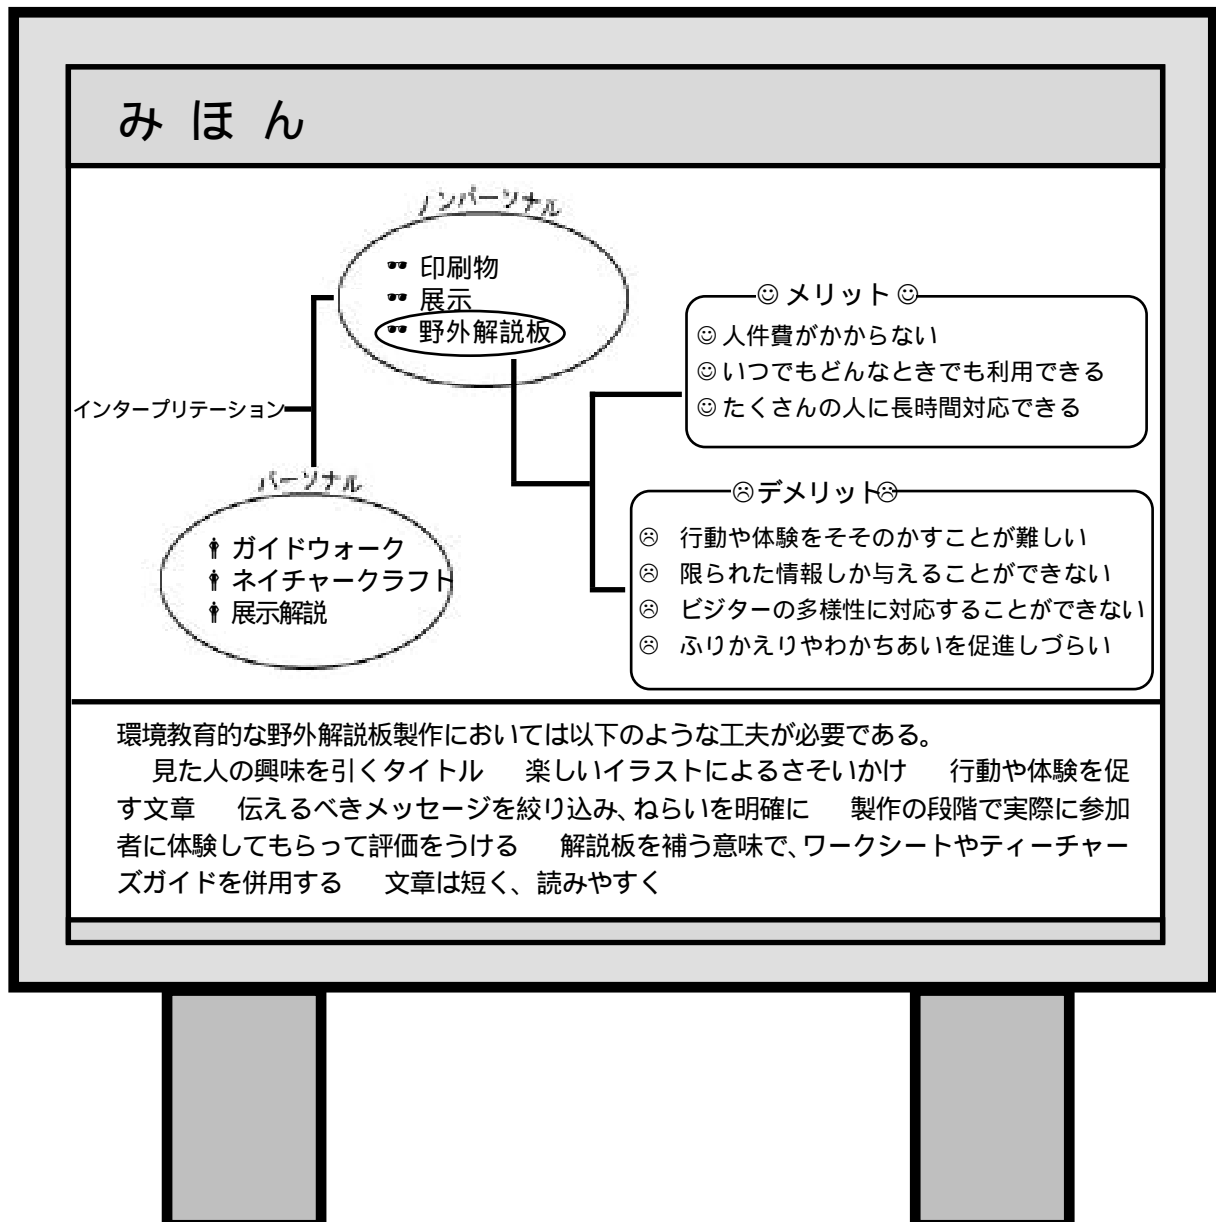 みほん
ノンパーソナル
🕶 印刷物
🕶 展示
🕶 野外解説板
インタープリテーション
パーソナル
ガイドウォーク
ネイチャークラフト
展示解説
☺ メリット ☺
☺ 人件費がかからない
☺ いつでもどんなときでも利用できる
☺ たくさんの人に長時間対応できる
☹デメリット☹
☹ 行動や体験をそそのかすことが難しい
☹ 限られた情報しか与えることができない
☹ ビジターの多様性に対応することができない
☹ ふりかえりやわかちあいを促進しづらい
環境教育的な野外解説板製作においては以下のような工夫が必要である。
見た人の興味を引くタイトル 楽しいイラストによるさそいかけ 行動や体験を促
す文章 伝えるべきメッセージを絞り込み、ねらいを明確に 製作の段階で実際に参加
者に体験してもらって評価をうける 解説板を補う意味で、ワークシートやティーチャー
ズガイドを併用する 文章は短く、読みやすく